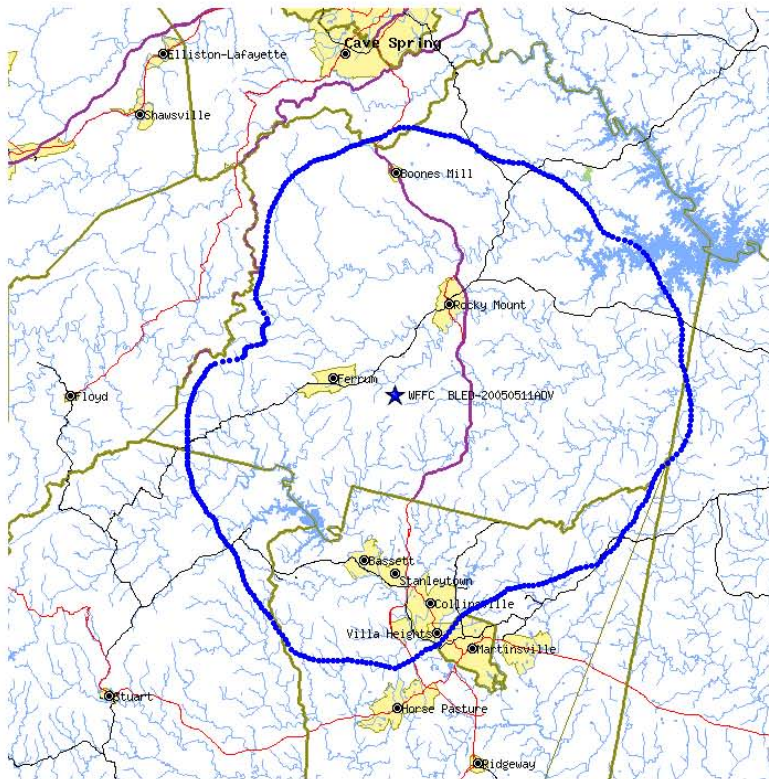 Cave Spring
Elliston-Lafayette
Shawsville
Boones Mill
Rocky Mount
Ferrum
WFFC BLED-20050511ADV
Floyd
Bassett
Stanleytown
Collinsville
Villa Heights
Martinsville
Stuart
Horse Pasture
Ridgeway